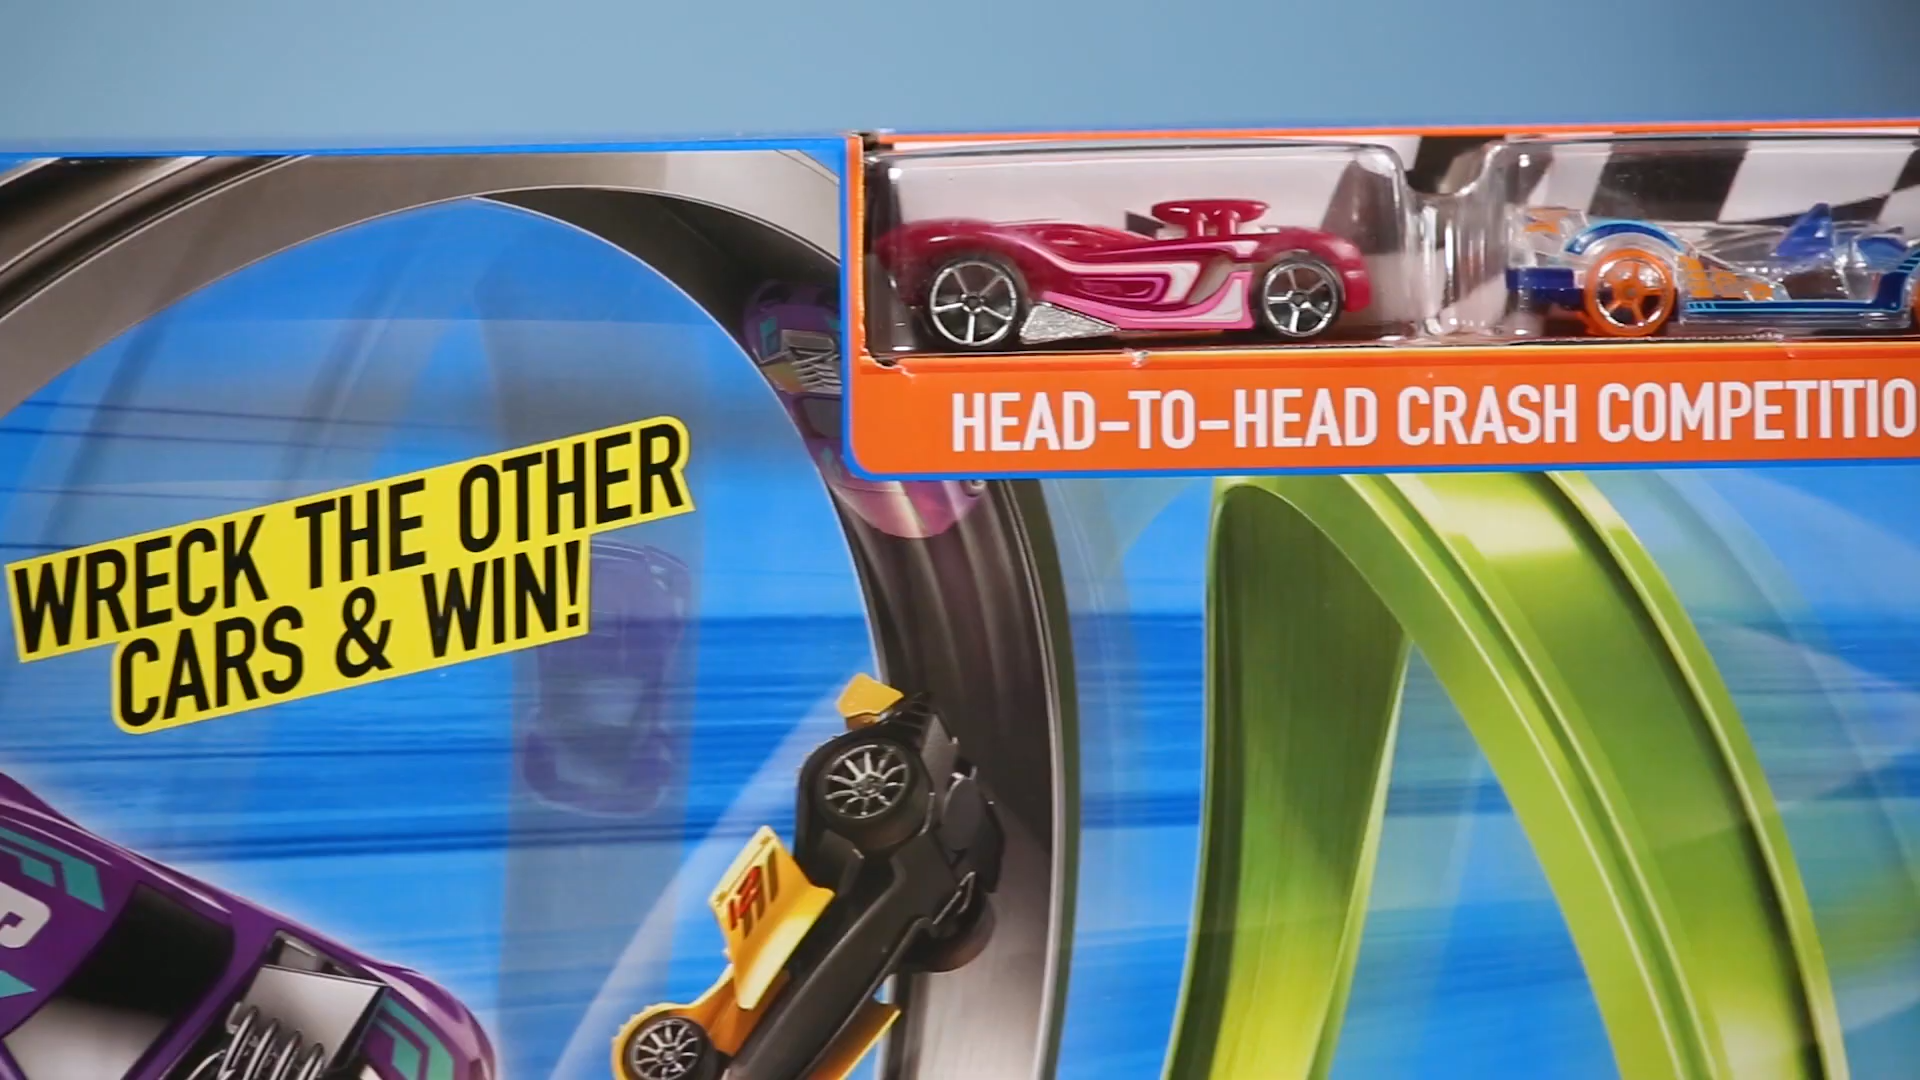 HEAD-TO-HEAD CRASH COMPETITIO
WRECK THE OTHER
CARS & WIN!